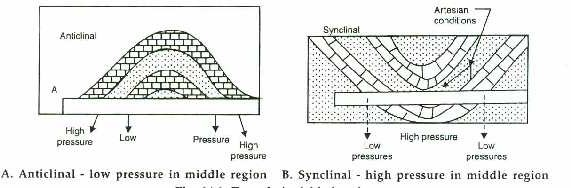 Anticlinal
A
High
pressure
Low
Pressure
High
pressure
Artesian
conditions
Synclinal
Low
pressures
High pressure
Low
pressures
A. Anticlinal - low pressure in middle region
B. Synclinal - high pressure in middle region